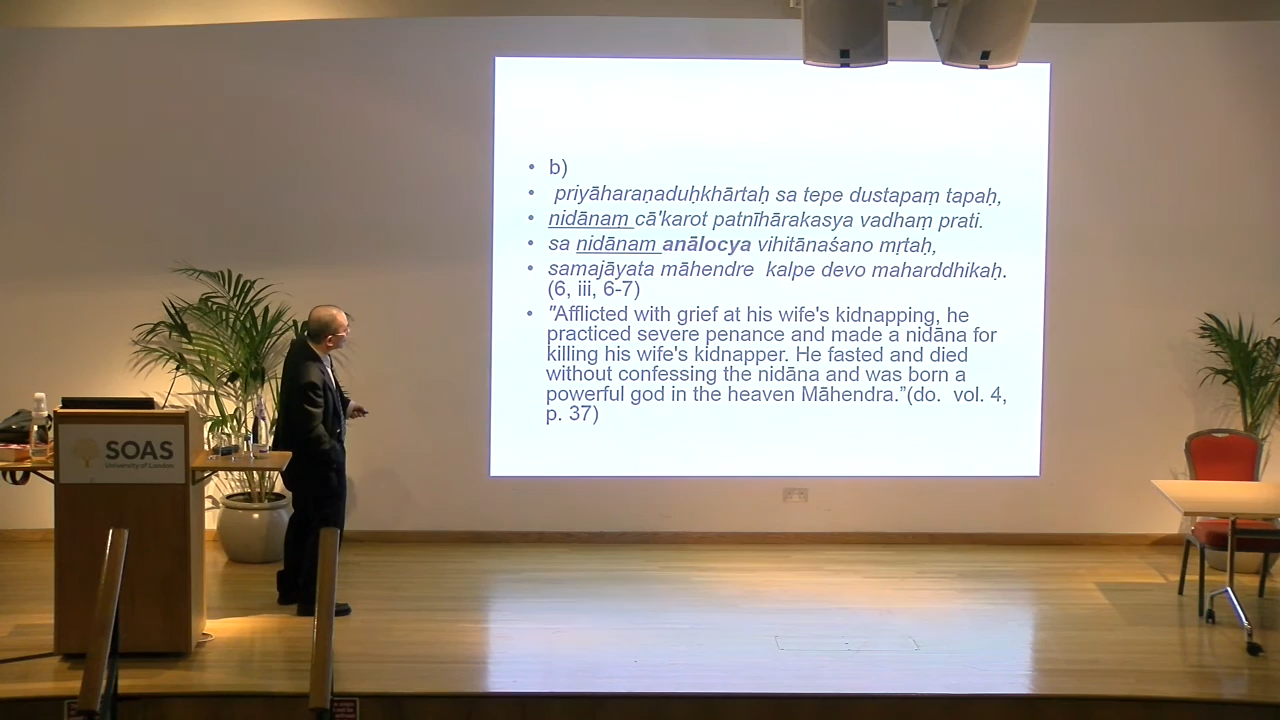 • b)
• priyāharaṇaduḥkhārtaḥ sa tepe dustapaṃ tapaḥ,
• nidānaṃ cā'karot patnīhārakasya vadhaṃ prati.
• sa nidānam anālocya vihitānaśano mṛtaḥ,
• samajāyata māhendre kalpe devo maharddhikaḥ.
(6, iii, 6-7)
• "Afflicted with grief at his wife's kidnapping, he
practiced severe penance and made a nidāna for
killing his wife's kidnapper. He fasted and died
without confessing the nidāna and was born a
powerful god in the heaven Māhendra.”(do. vol. 4,
p. 37)
SOAS
University of London